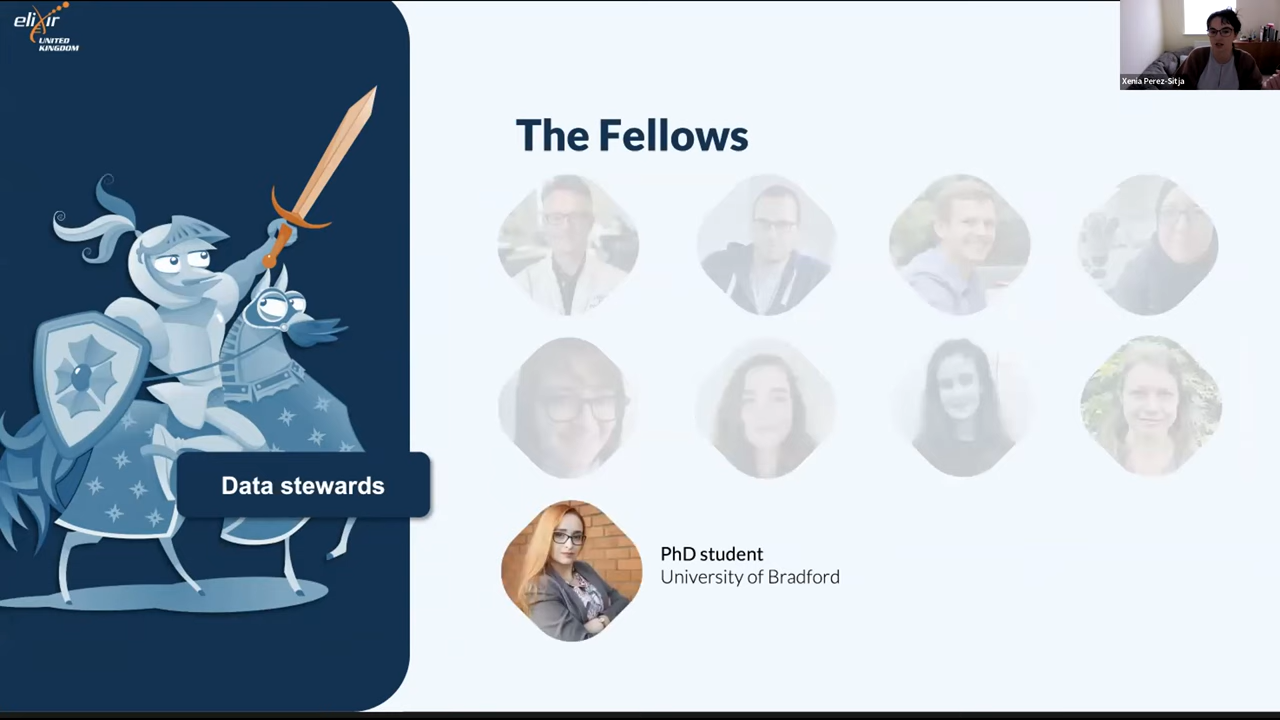 elixir
UNITED
KINGDOM
Xenia Perez-Sitja
The Fellows
Data stewards
PhD student
University of Bradford